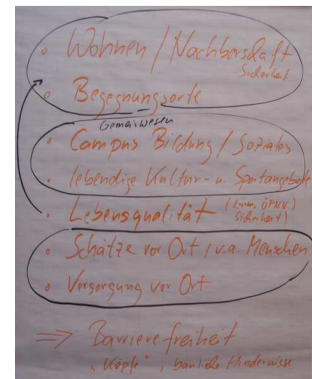 • Wohnen / Nachbarschaft
Sicherheit
• Begegnungsorte
Gemeinwesen
• Campus Bildung / Soziales
• lebendige Kultur- u. Sportangebote
• Lebensqualität (ÖPNV,
Sicherheit)
• Schätze vor Ort / v.a. Menschen
• Versorgung vor Ort
⇒ Barrierefreiheit
"Köpfe", bauliche Hindernisse